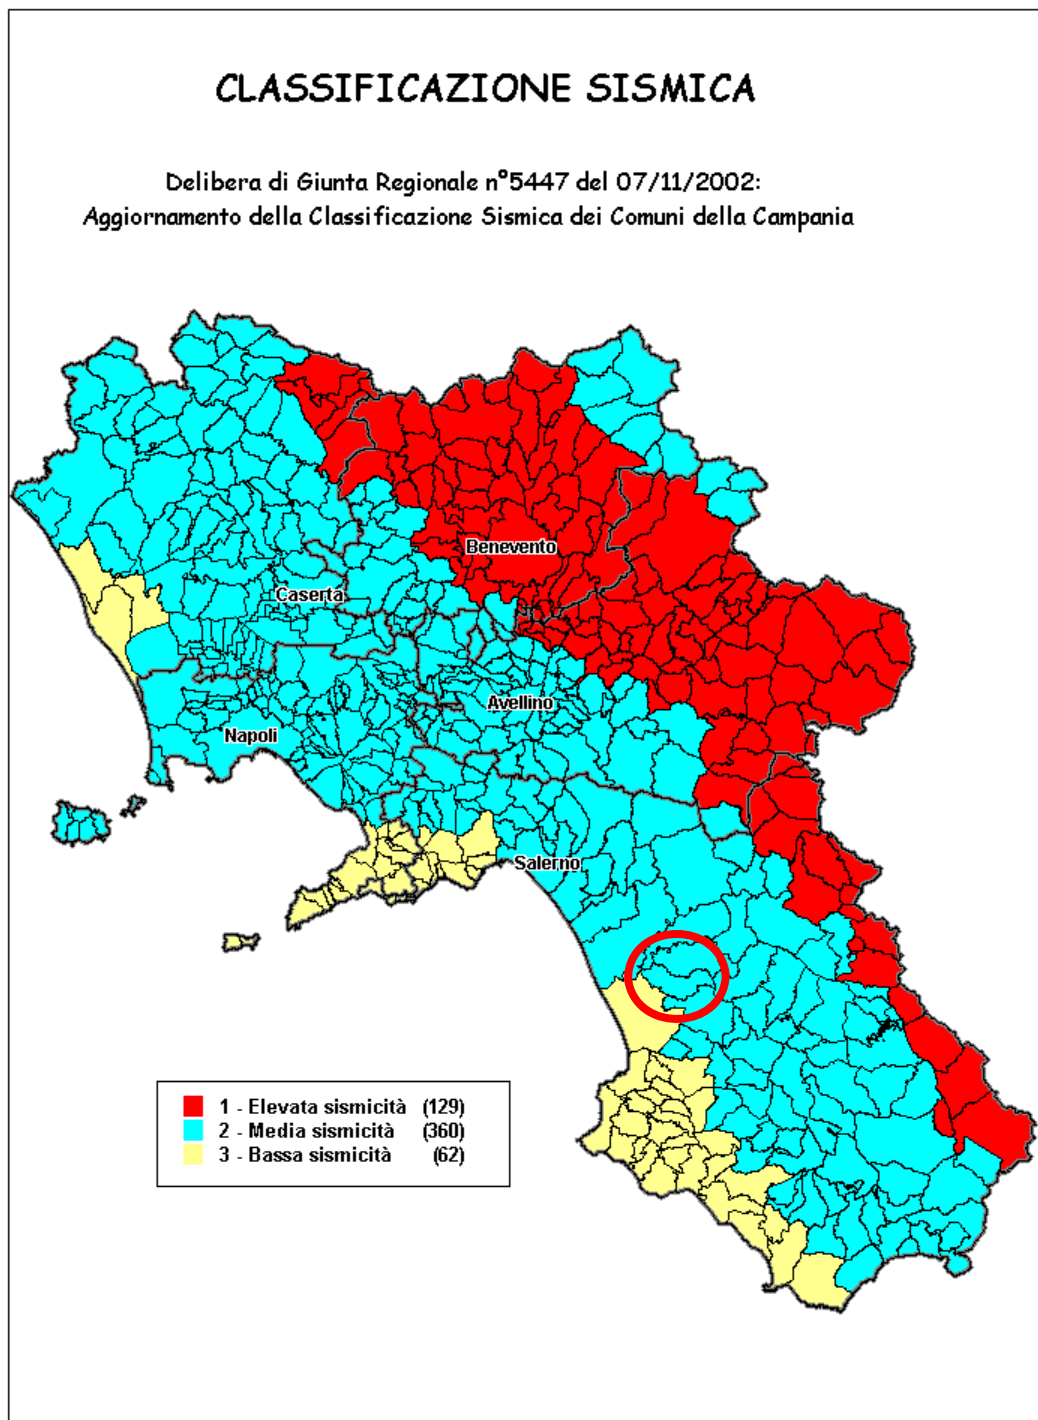 CLASSIFICAZIONE SISMICA
Delibera di Giunta Regionale n°5447 del 07/11/2002:
Aggiornamento della Classificazione Sismica dei Comuni della Campania
Benevento
Caserta
Avellino
Napoli
Salerno
1 - Elevata sismicità (129)
2 - Media sismicità (360)
3 - Bassa sismicità (62)